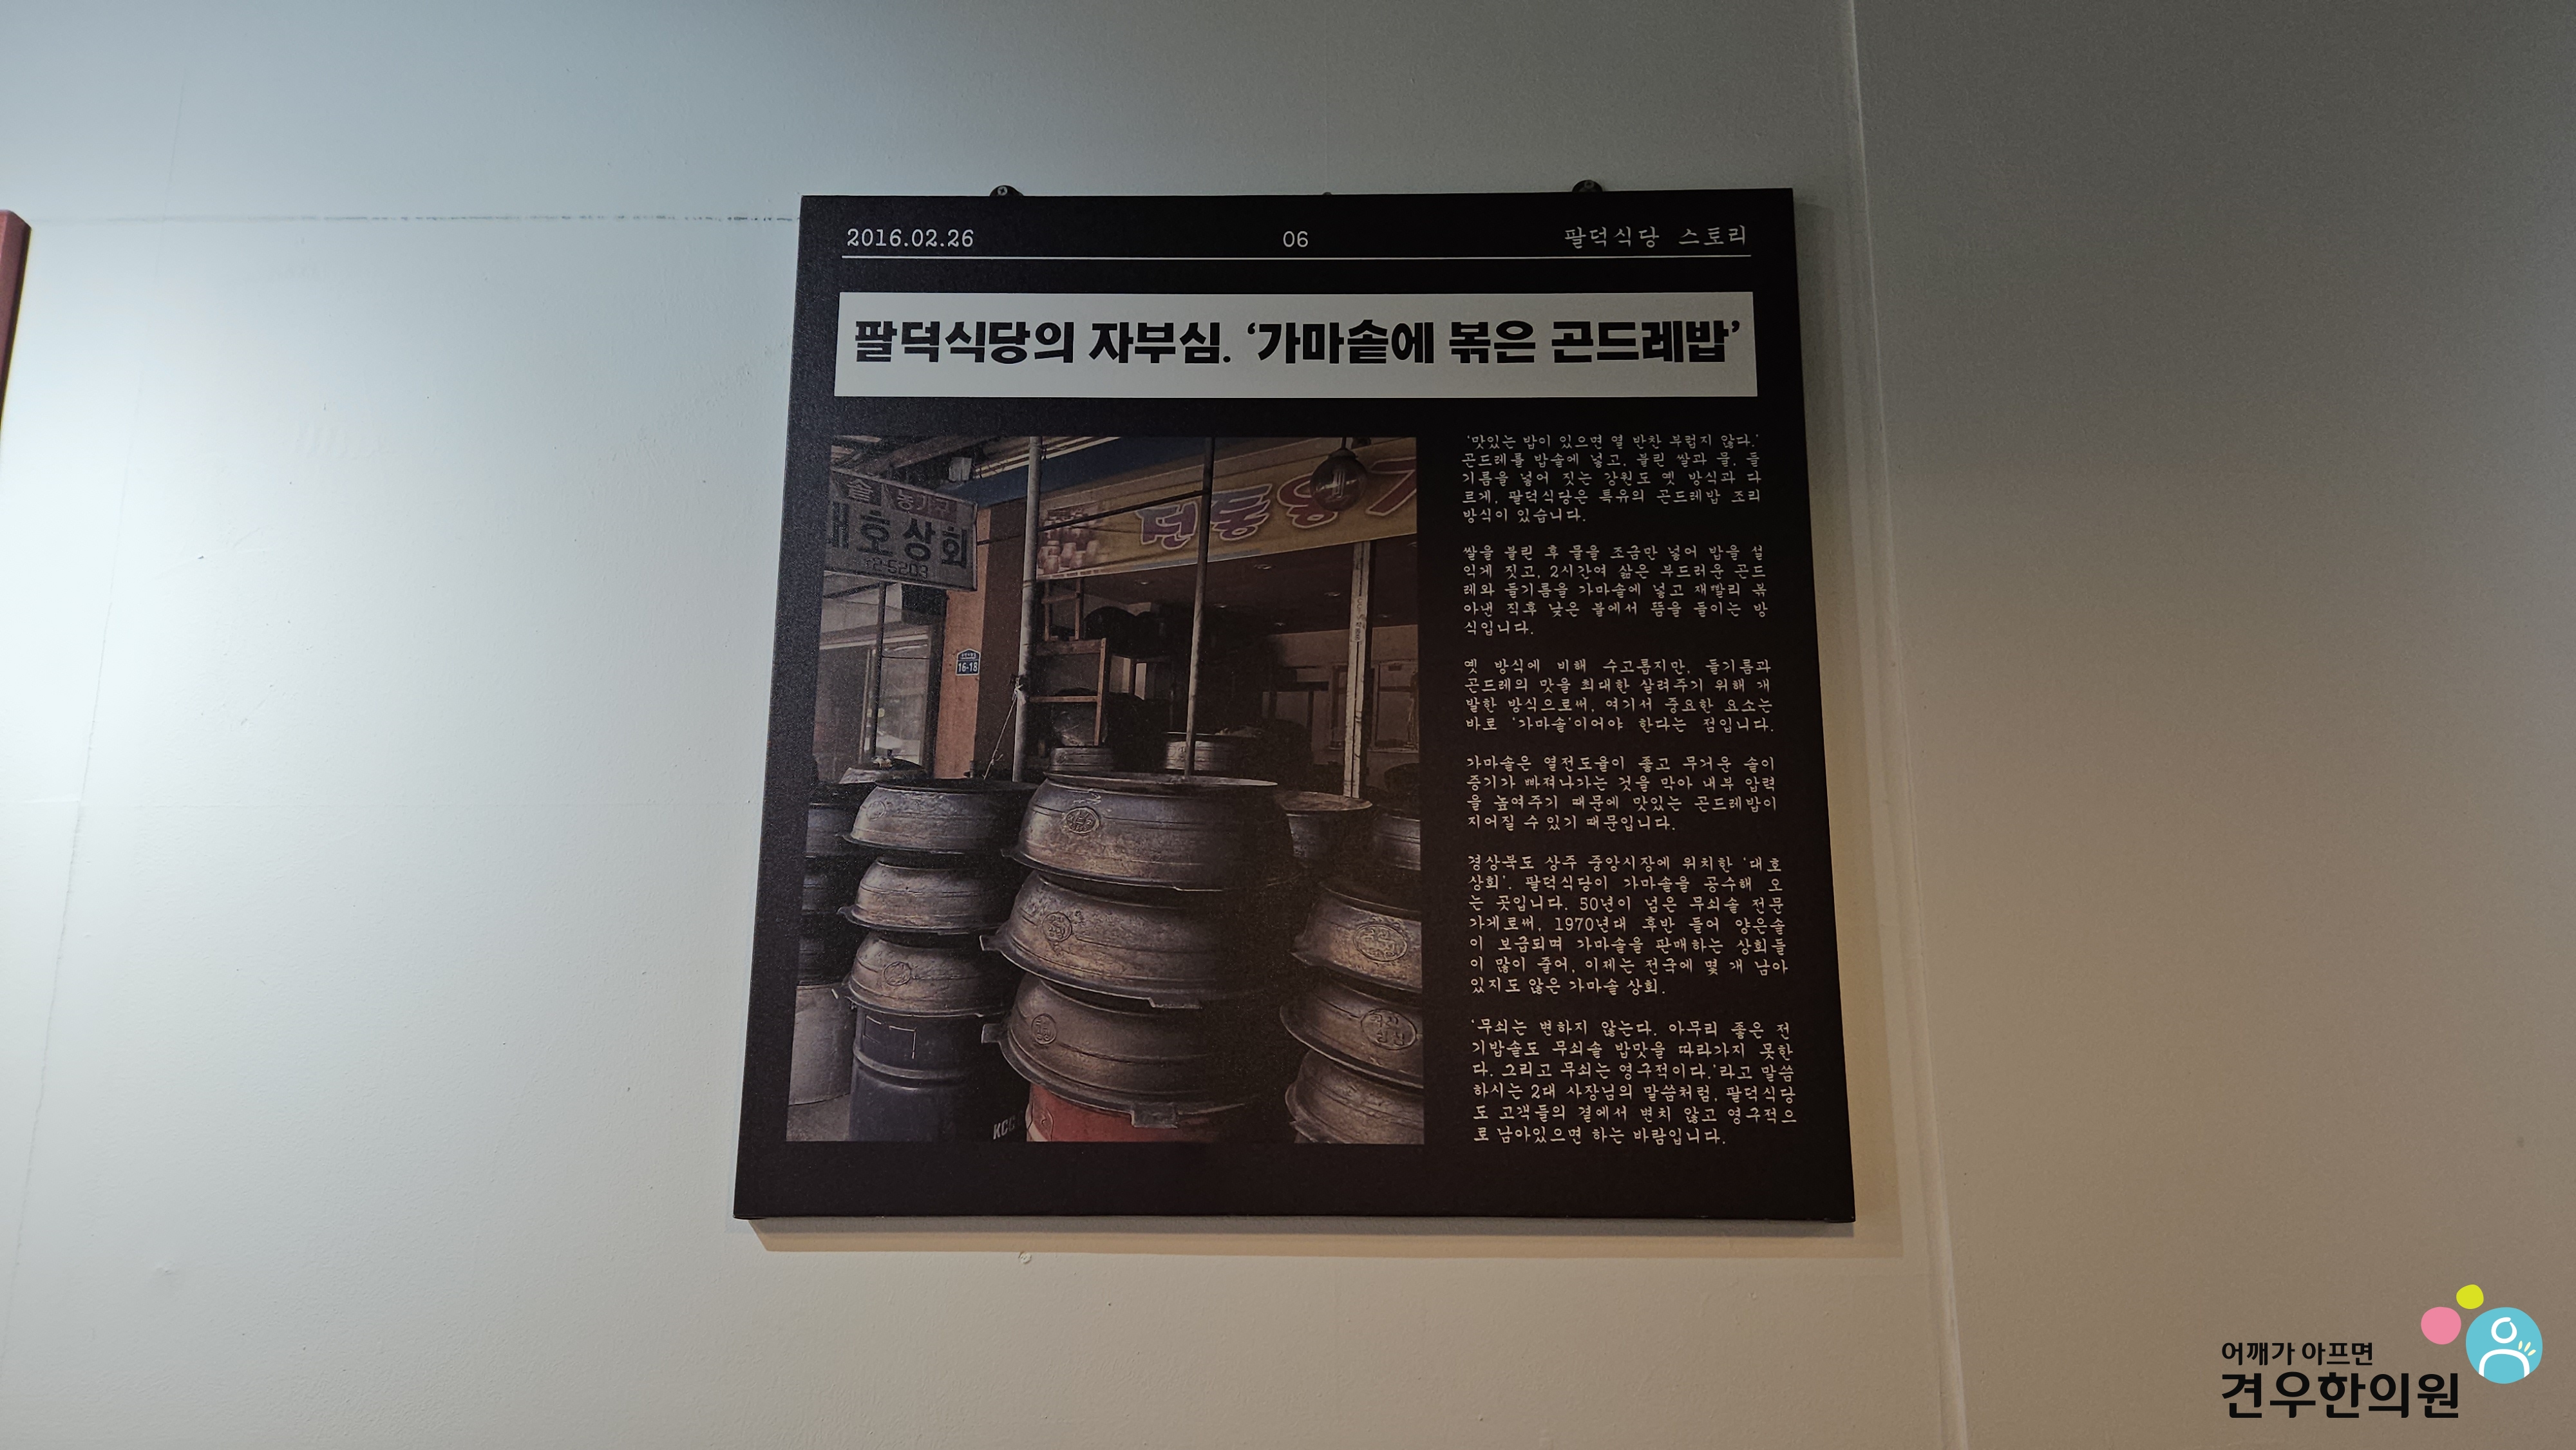 2016.02.26 06 팔덕식당 스토리
팔덕식당의 자부심. ‘가마솥에 볶은 곤드레밥’
솥 농기구
대호상회
☎2-5203
전통옹기
16-18
KCC
‘맛있는 밥이 있으면 열 반찬 부럽지 않다.’
곤드레를 밥솥에 넣고, 불린 쌀과 물, 들
기름을 넣어 짓는 강원도 옛 방식과 다
르게, 팔덕식당은 특유의 곤드레밥 조리
방식이 있습니다.
쌀을 불린 후 물을 조금만 넣어 밥을 설
익게 짓고, 2시간여 삶은 부드러운 곤드
레와 들기름을 가마솥에 넣고 재빨리 볶
아낸 직후 낮은 불에서 뜸을 들이는 방
식입니다.
옛 방식에 비해 수고롭지만, 들기름과
곤드레의 맛을 최대한 살려주기 위해 개
발한 방식으로써, 여기서 중요한 요소는
바로 ‘가마솥’이어야 한다는 점입니다.
가마솥은 열전도율이 좋고 무거운 솥이
증기가 빠져나가는 것을 막아 내부 압력
을 높여주기 때문에 맛있는 곤드레밥이
지어질 수 있기 때문입니다.
경상북도 상주 중앙시장에 위치한 ‘대호
상회’. 팔덕식당이 가마솥을 공수해 오
는 곳입니다. 50년이 넘은 무쇠솥 전문
가게로써, 1970년대 후반 들어 양은솥
이 보급되며 가마솥을 판매하는 상회들
이 많이 줄어, 이제는 전국에 몇 개 남아
있지도 않은 가마솥 상회.
‘무쇠는 변하지 않는다. 아무리 좋은 전
기밥솥도 무쇠솥 밥맛을 따라가지 못한
다. 그리고 무쇠는 영구적이다.’라고 말씀
하시는 2대 사장님의 말씀처럼, 팔덕식당
도 고객들의 곁에서 변치 않고 영구적으
로 남아있으면 하는 바람입니다.
어깨가 아프면
견우한의원